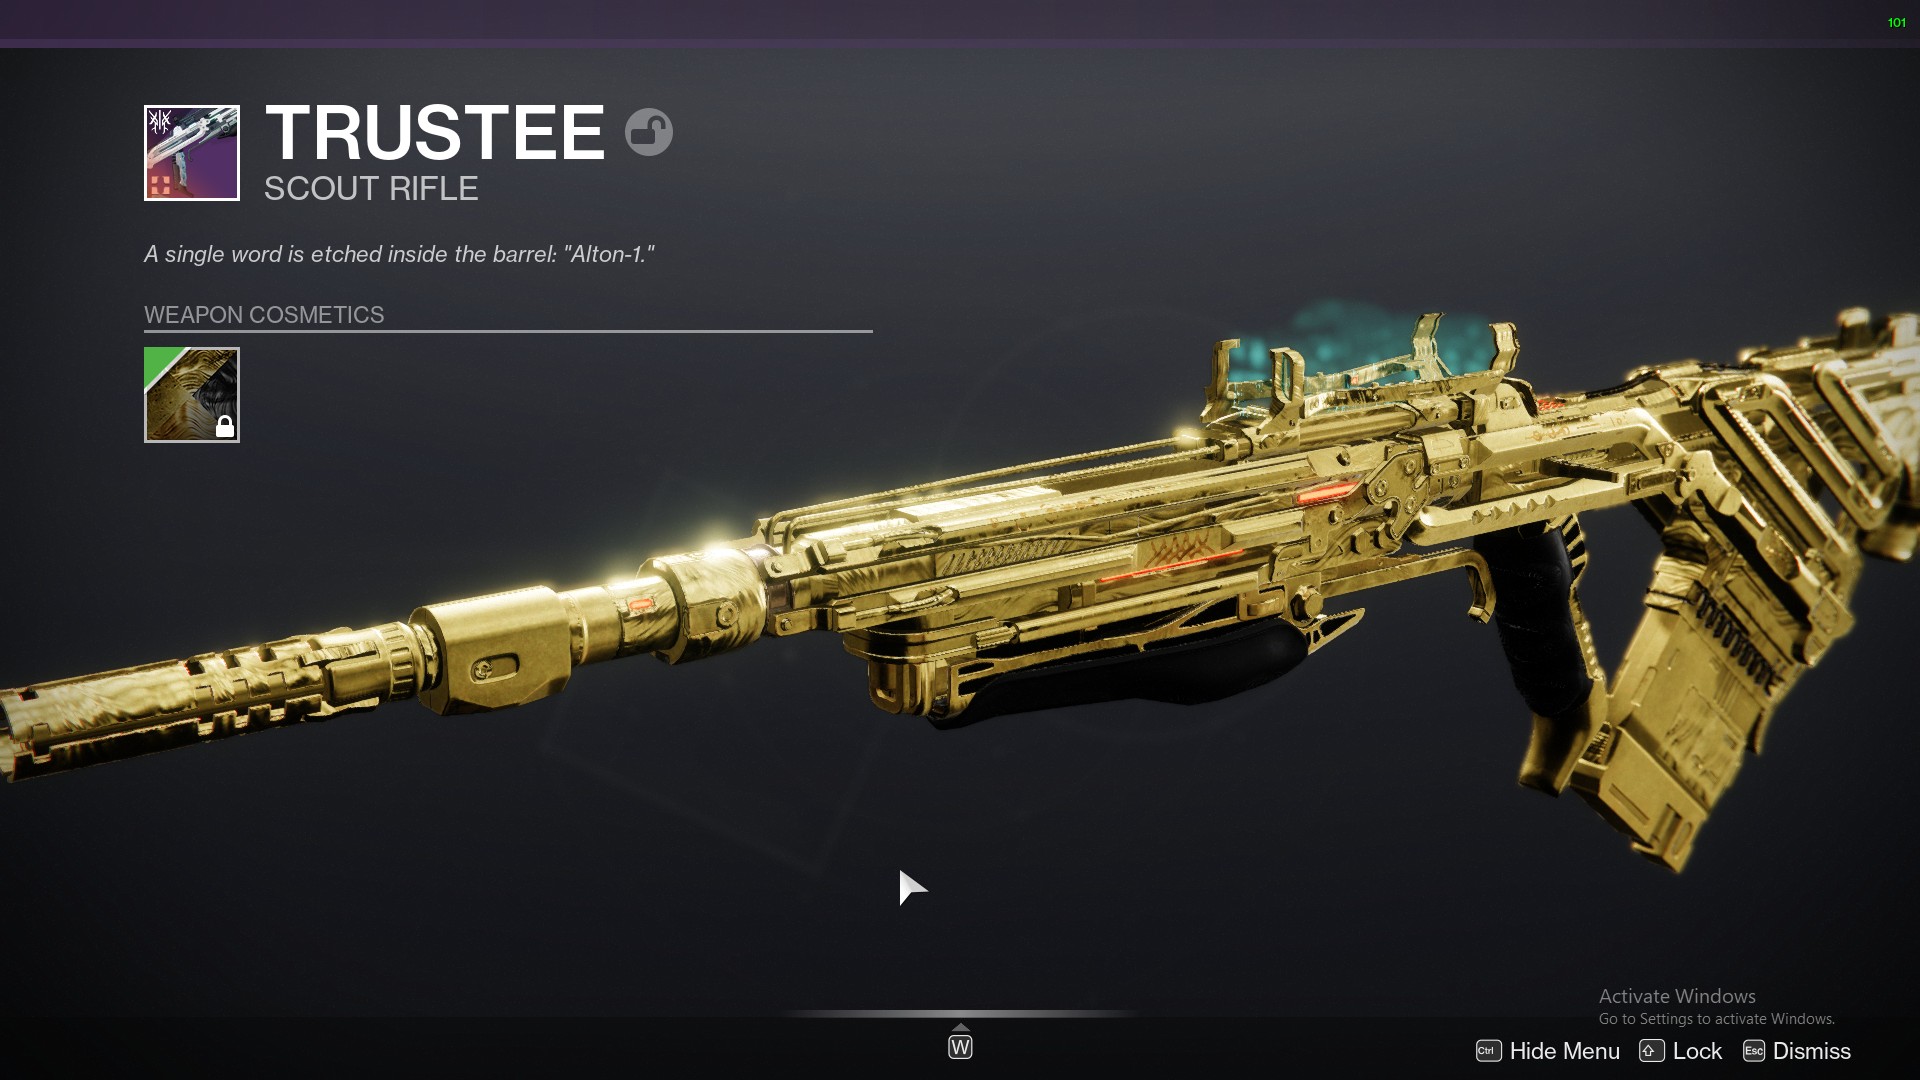 101
TRUSTEE
SCOUT RIFLE
A single word is etched inside the barrel: "Alton-1."
WEAPON COSMETICS
Activate Windows
Go to Settings to activate Windows.
W
Ctrl Hide Menu Lock Esc Dismiss